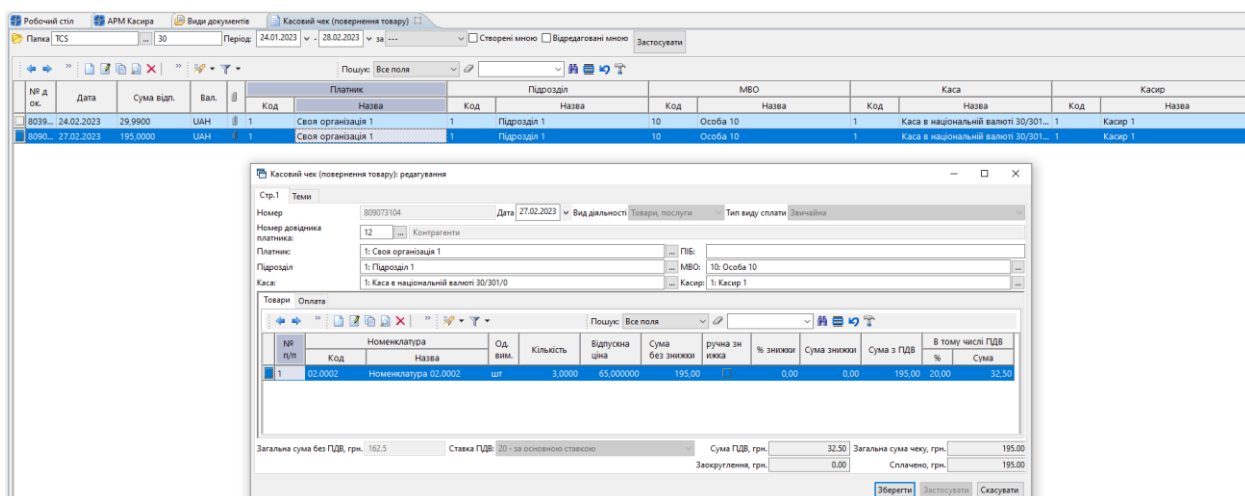 Робочий стіл АРМ Касира Види документів Касовий чек (повернення товару)
Папка TCS ... 30 Період: 24.01.2023 - 28.02.2023 за --- Створені мною Відредаговані мною Застосувати
Пошук: Все поля
№ док. Дата Сума відп. Вал. Платник Підрозділ МВО Каса Касир
Код Назва Код Назва Код Назва Код Назва Код Назва
8039... 24.02.2023 29,9900 UAH 1 Своя організація 1 1 Підрозділ 1 10 Особа 10 1 Каса в національній валюті 30/301... 1 Касир 1
8090... 27.02.2023 195,0000 UAH 1 Своя організація 1 1 Підрозділ 1 10 Особа 10 1 Каса в національній валюті 30/301... 1 Касир 1
Касовий чек (повернення товару): редагування
Стр.1 Теми
Номер 809073104 Дата 27.02.2023 Вид діяльності Товари, послуги Тип виду сплати Звичайна
Номер довідника платника: 12 ... Контрагенти
Платник: 1: Своя організація 1 ... ПІБ:
Підрозділ 1: Підрозділ 1 ... МВО: 10: Особа 10 ...
Каса: 1: Каса в національній валюті 30/301/0 ... Касир: 1: Касир 1 ...
Товари Оплата
Пошук: Все поля
№ п/п Номенклатура Од. вим. Кількість Відпускна ціна Сума без знижки ручна знижка % знижки Сума знижки Сума з ПДВ В тому числі ПДВ
Код Назва % Сума
1 02.0002 Номенклатура 02.0002 шт 3,0000 65,000000 195,00 0,00 0,00 195,00 20,00 32,50
Загальна сума без ПДВ, грн. 162.5 Ставка ПДВ: 20 - за основною ставкою Сума ПДВ, грн. 32.50 Загальна сума чеку, грн. 195.00
Заокруглення, грн. 0.00 Сплачено, грн. 195.00
Зберегти Застосувати Скасувати